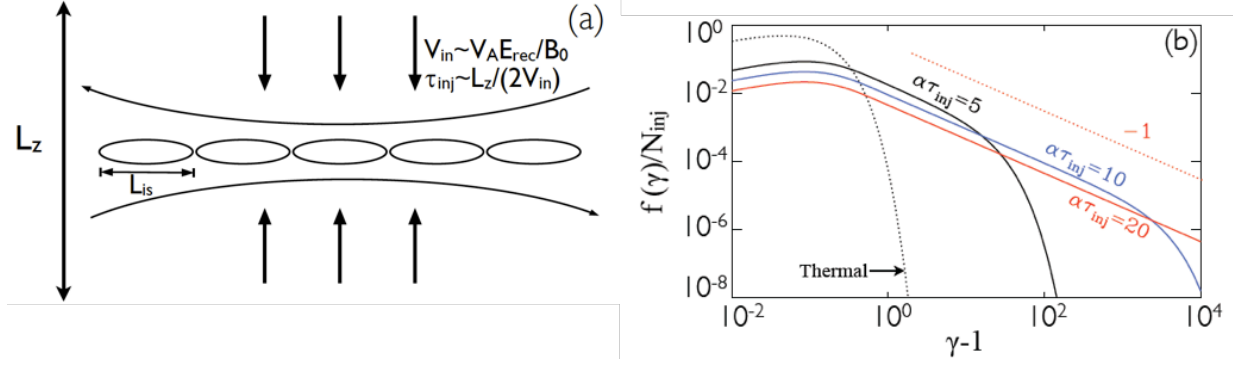 (a)
V_in~V_A E_rec/B_0
τ_inj~L_z/(2V_in)
L_z
L_is
(b)
f(γ)/N_inj
10^0
10^-2
10^-4
10^-6
10^-8
ατ_inj=5
-1
ατ_inj=10
ατ_inj=20
Thermal
10^-2
10^0
10^2
10^4
γ-1